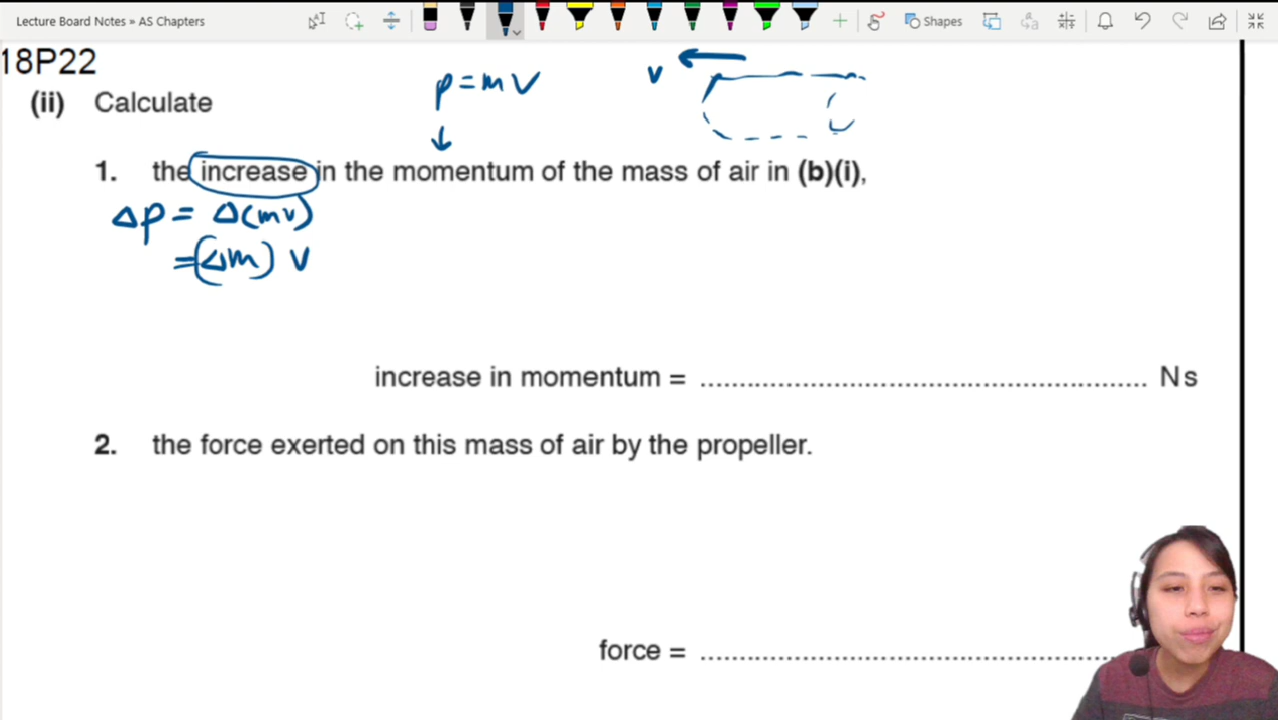 Lecture Board Notes » AS Chapters
Shapes
18P22
p = mv
v
(ii) Calculate
1. the increase in the momentum of the mass of air in (b)(i),
Δp = Δ(mv)
= (Δm) v
increase in momentum = ................................................................ N s
2. the force exerted on this mass of air by the propeller.
force = ................................................................